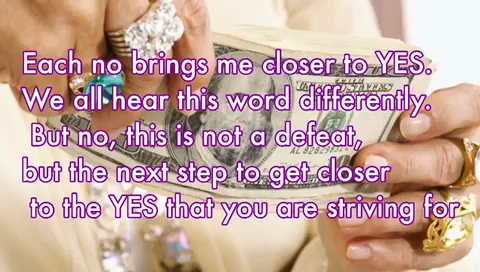 Each no brings me closer to YES.
We all hear this word differently.
But no, this is not a defeat,
but the next step to get closer
to the YES that you are striving for